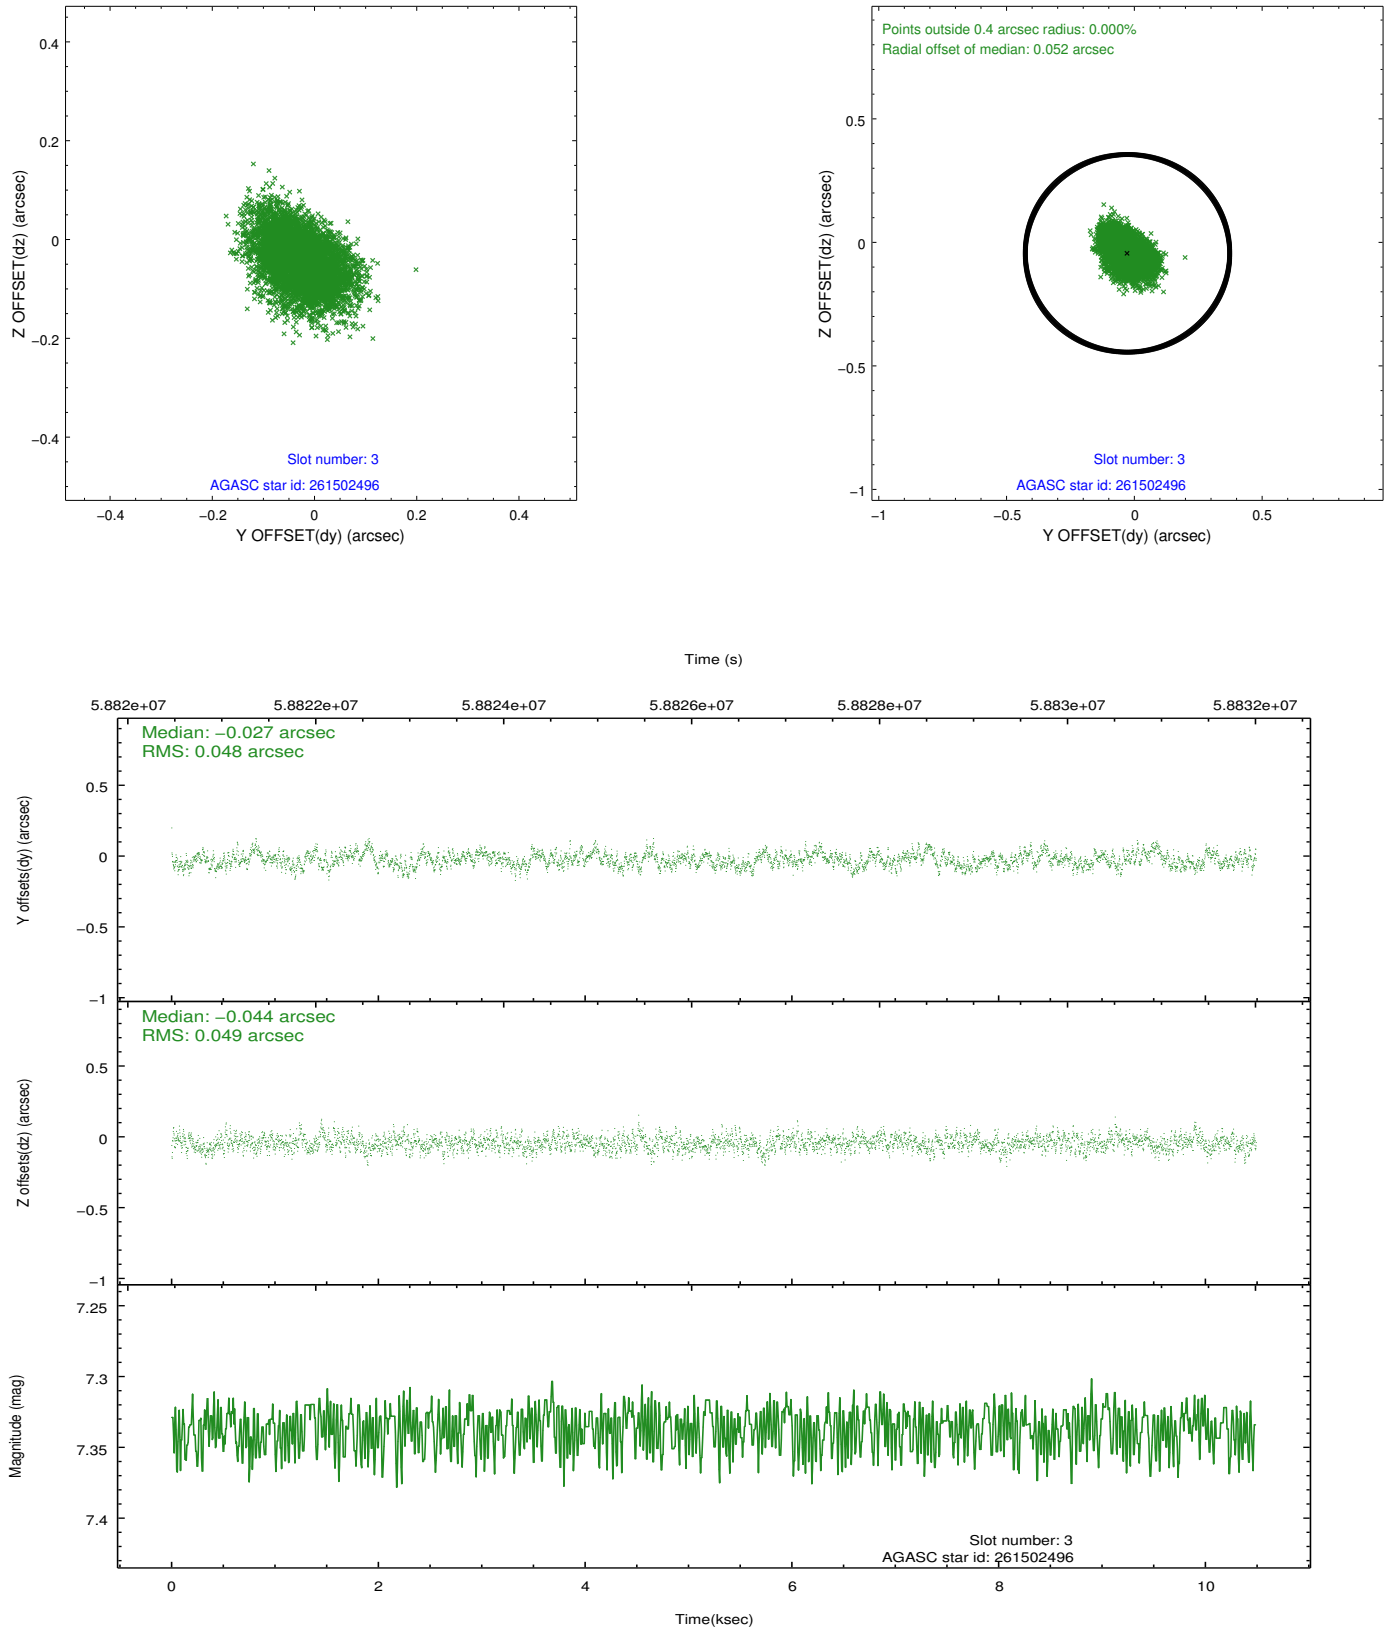 0.4
0.2
0
−0.2
−0.4
Z OFFSET(dz) (arcsec)
Slot number: 3
AGASC star id: 261502496
−0.4 −0.2 0 0.2 0.4
Y OFFSET(dy) (arcsec)
Points outside 0.4 arcsec radius: 0.000%
Radial offset of median: 0.052 arcsec
0.5
0
−0.5
−1
Z OFFSET(dz) (arcsec)
Slot number: 3
AGASC star id: 261502496
−1 −0.5 0 0.5
Y OFFSET(dy) (arcsec)
Time (s)
5.882e+07 5.8822e+07 5.8824e+07 5.8826e+07 5.8828e+07 5.883e+07 5.8832e+07
Median: −0.027 arcsec
RMS: 0.048 arcsec
0.5
0
−0.5
−1
Y offsets(dy) (arcsec)
Median: −0.044 arcsec
RMS: 0.049 arcsec
0.5
0
−0.5
−1
Z offsets(dz) (arcsec)
7.25
7.3
7.35
7.4
Magnitude (mag)
Slot number: 3
AGASC star id: 261502496
0 2 4 6 8 10
Time(ksec)